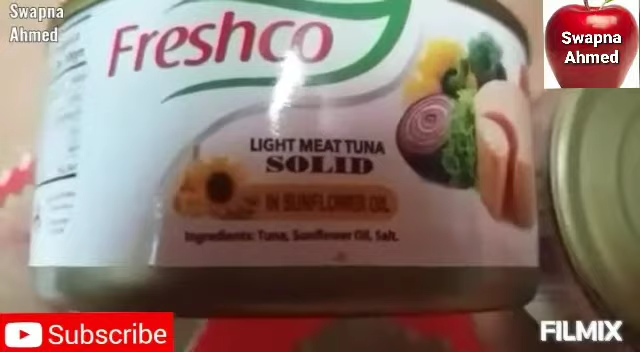 Swapna
Ahmed
Swapna
Ahmed
Freshco
LIGHT MEAT TUNA
SOLID
IN SUNFLOWER OIL
Ingredients: Tuna, Sunflower Oil, Salt.
Subscribe
FILMIX